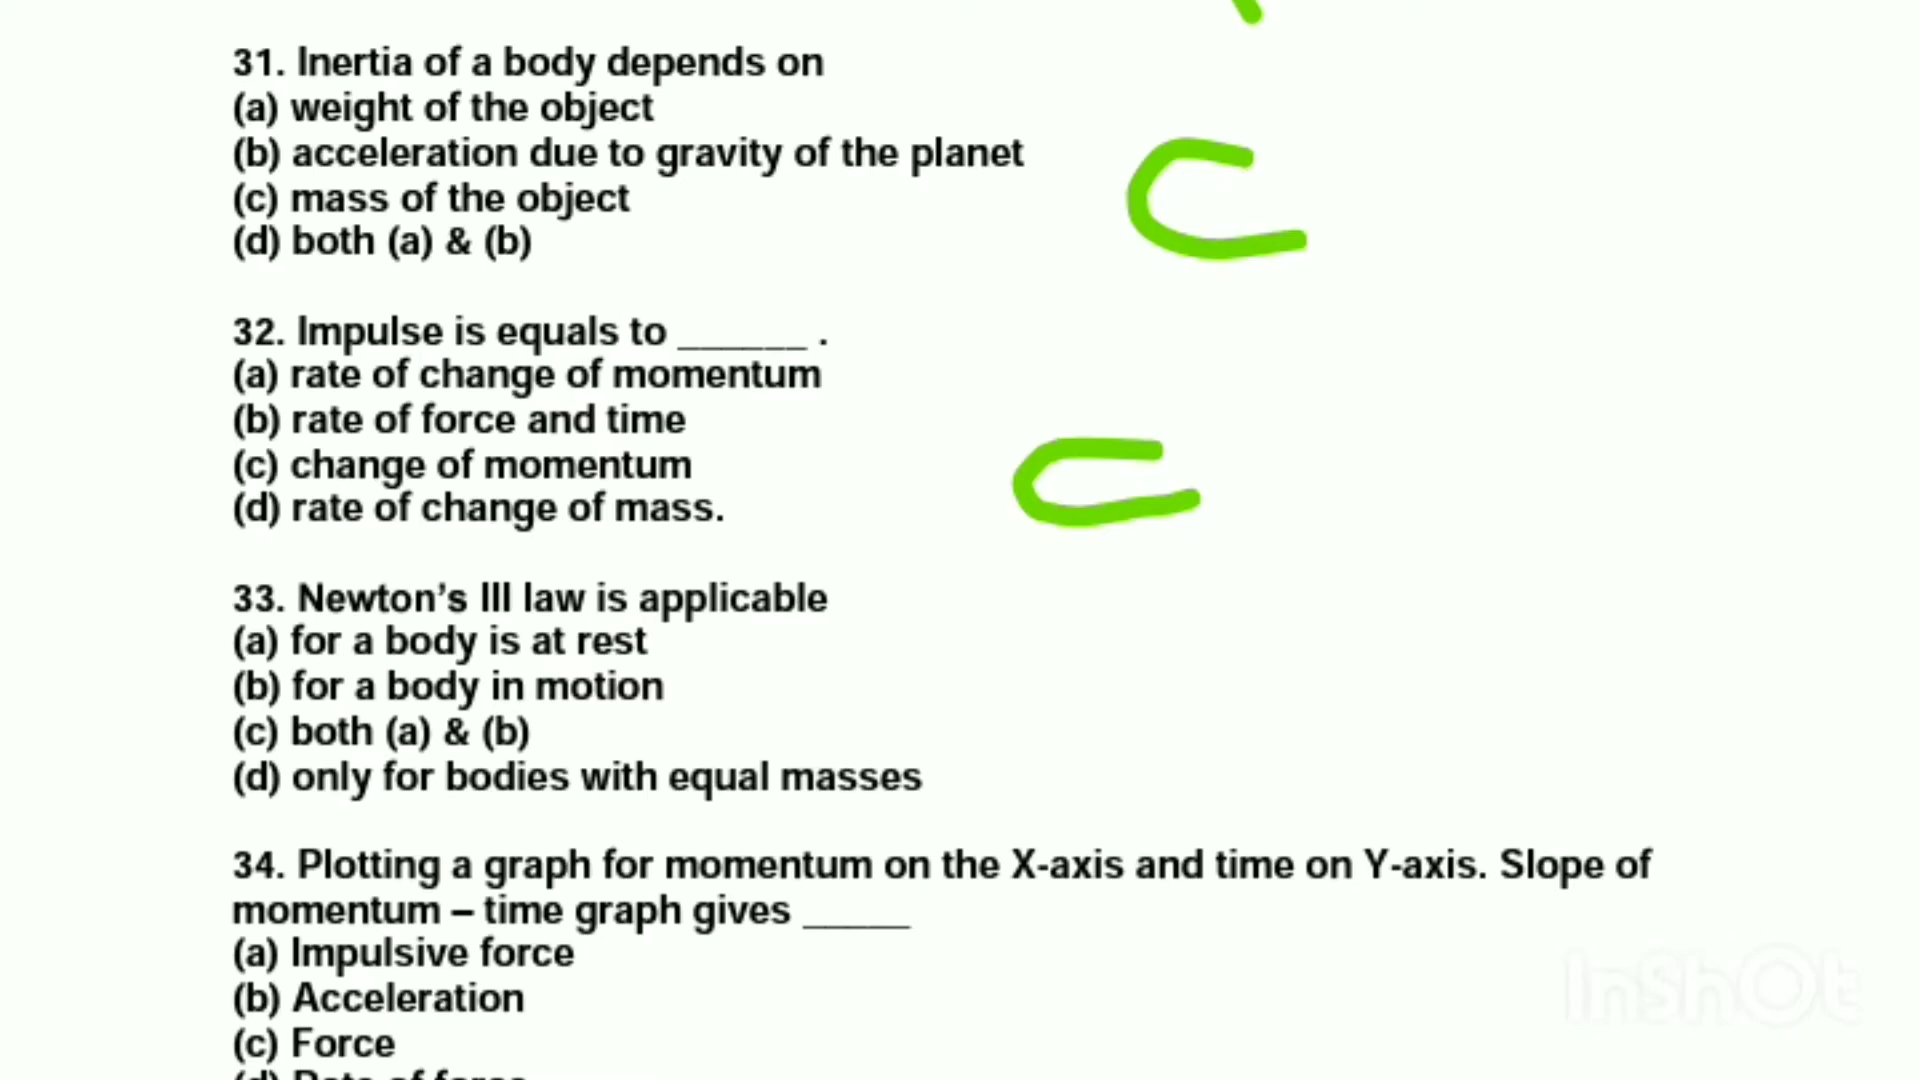 31. Inertia of a body depends on
(a) weight of the object
(b) acceleration due to gravity of the planet
(c) mass of the object
(d) both (a) & (b)
C
32. Impulse is equals to ______ .
(a) rate of change of momentum
(b) rate of force and time
(c) change of momentum
(d) rate of change of mass.
C
33. Newton’s III law is applicable
(a) for a body is at rest
(b) for a body in motion
(c) both (a) & (b)
(d) only for bodies with equal masses
34. Plotting a graph for momentum on the X-axis and time on Y-axis. Slope of
momentum – time graph gives _____
(a) Impulsive force
(b) Acceleration
(c) Force
(d) Rate of force
InShOt